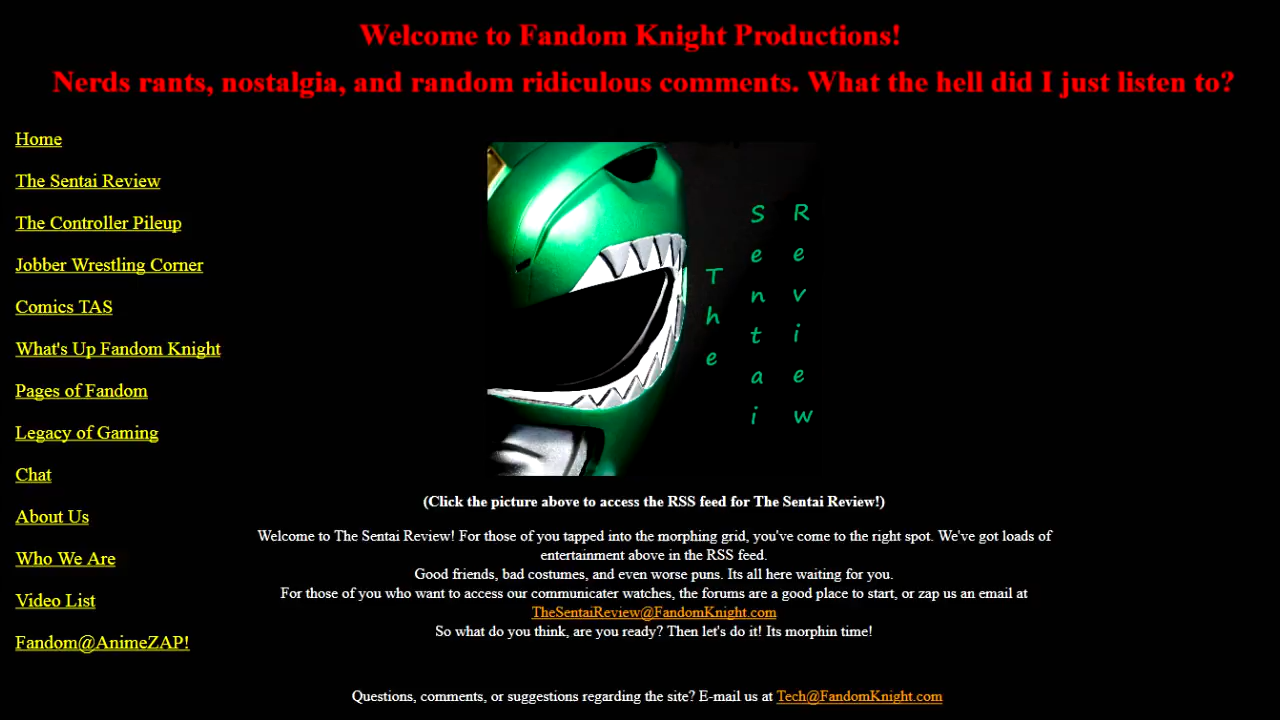 Welcome to Fandom Knight Productions!
Nerds rants, nostalgia, and random ridiculous comments. What the hell did I just listen to?
Home
The Sentai Review
The Controller Pileup
Jobber Wrestling Corner
Comics TAS
What's Up Fandom Knight
Pages of Fandom
Legacy of Gaming
Chat
About Us
Who We Are
Video List
Fandom@AnimeZAP!
The
Sentai
Review
(Click the picture above to access the RSS feed for The Sentai Review!)
Welcome to The Sentai Review! For those of you tapped into the morphing grid, you've come to the right spot. We've got loads of
entertainment above in the RSS feed.
Good friends, bad costumes, and even worse puns. Its all here waiting for you.
For those of you who want to access our communicater watches, the forums are a good place to start, or zap us an email at
TheSentaiReview@FandomKnight.com
So what do you think, are you ready? Then let's do it! Its morphin time!
Questions, comments, or suggestions regarding the site? E-mail us at Tech@FandomKnight.com